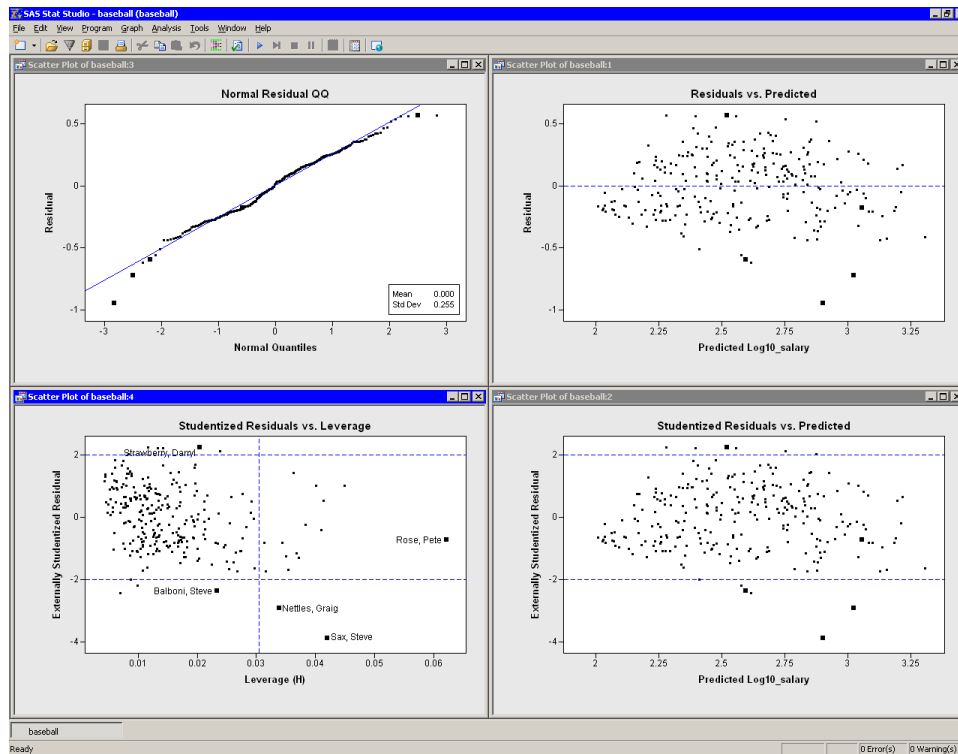 SAS Stat Studio - baseball (baseball)
File Edit View Program Graph Analysis Tools Window Help
Scatter Plot of baseball:3
Normal Residual QQ
0.5
0
-0.5
-1
Residual
Mean 0.000
Std Dev 0.255
-3 -2 -1 0 1 2 3
Normal Quantiles
Scatter Plot of baseball:1
Residuals vs. Predicted
0.5
0
-0.5
-1
Residual
2 2.25 2.5 2.75 3 3.25
Predicted Log10_salary
Scatter Plot of baseball:4
Studentized Residuals vs. Leverage
2
0
-2
-4
Externally Studentized Residual
Strawberry, Darryl
Rose, Pete
Balboni, Steve
Nettles, Graig
Sax, Steve
0.01 0.02 0.03 0.04 0.05 0.06
Leverage (H)
Scatter Plot of baseball:2
Studentized Residuals vs. Predicted
2
0
-2
-4
Externally Studentized Residual
2 2.25 2.5 2.75 3 3.25
Predicted Log10_salary
baseball
Ready
0 Error(s) 0 Warning(s)